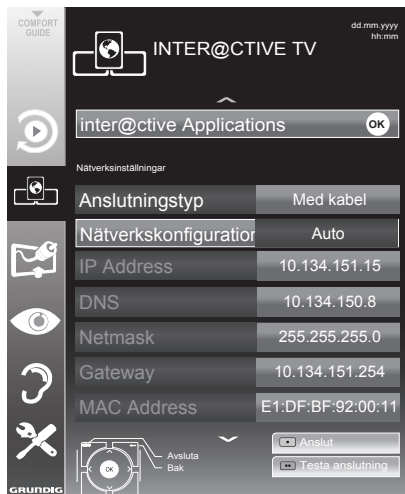 COMFORT
GUIDE
INTER@CTIVE TV
dd.mm.yyyy
hh:mm
inter@ctive Applications OK
Nätverksinställningar
Anslutningstyp Med kabel
Nätverkskonfiguration Auto
IP Address 10.134.151.15
DNS 10.134.150.8
Netmask 255.255.255.0
Gateway 10.134.151.254
MAC Address E1:DF:BF:92:00:11
Avsluta
Bak
OK
Anslut
Testa anslutning
GRUNDIG